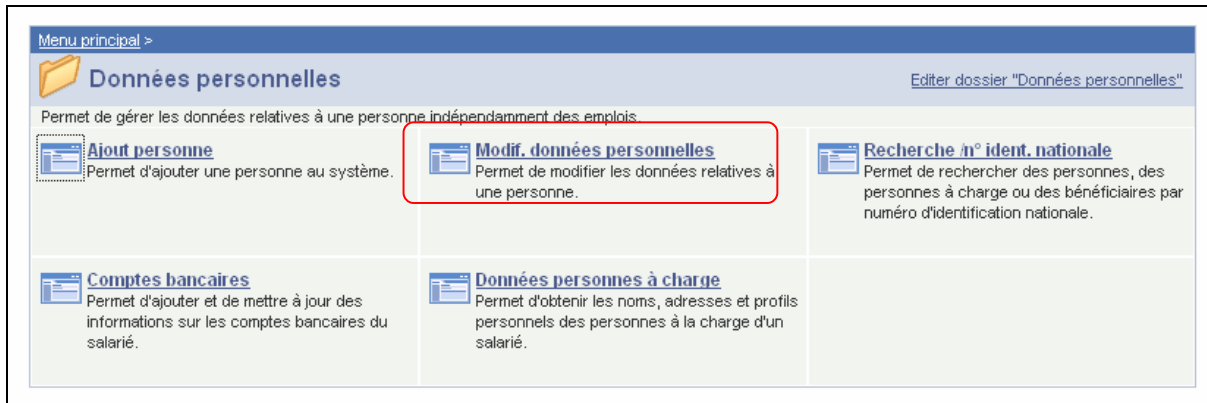 Menu principal >
Données personnelles
Editer dossier "Données personnelles"
Permet de gérer les données relatives à une personne indépendamment des emplois.
Ajout personne
Permet d'ajouter une personne au système.
Modif. données personnelles
Permet de modifier les données relatives à
une personne.
Recherche /n° ident. nationale
Permet de rechercher des personnes, des
personnes à charge ou des bénéficiaires par
numéro d'identification nationale.
Comptes bancaires
Permet d'ajouter et de mettre à jour des
informations sur les comptes bancaires du
salarié.
Données personnes à charge
Permet d'obtenir les noms, adresses et profils
personnels des personnes à la charge d'un
salarié.